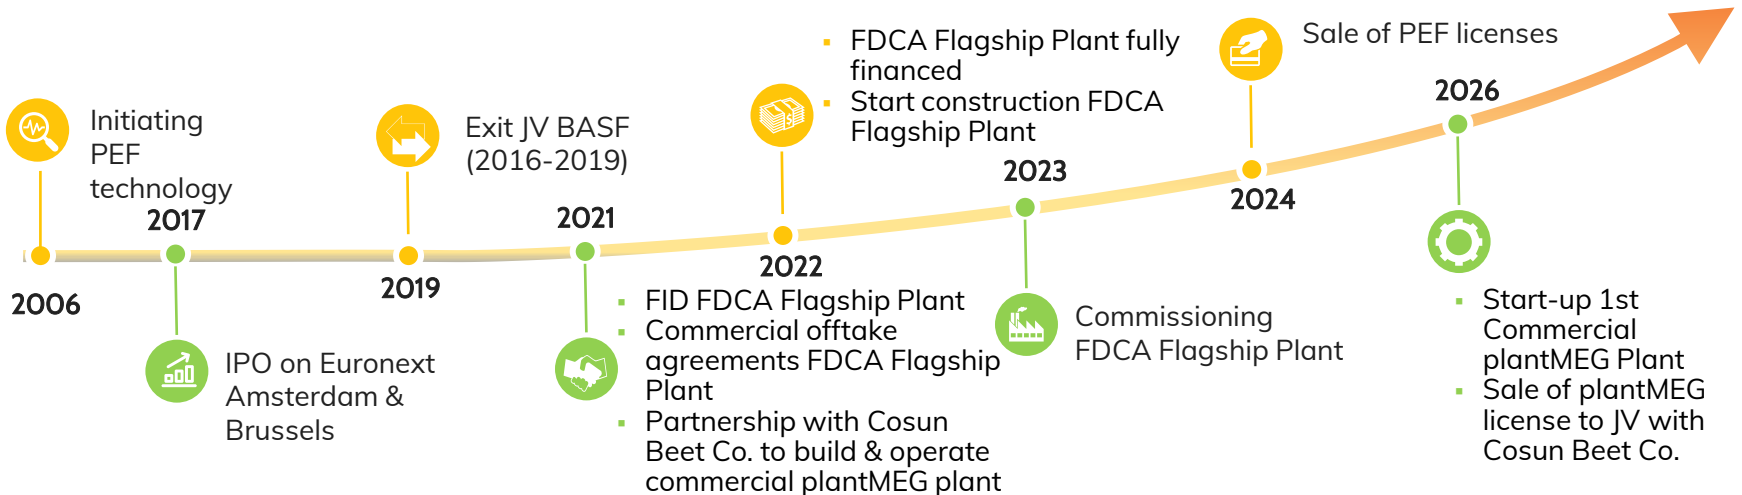 2006
Initiating
PEF
technology
2017
IPO on Euronext
Amsterdam &
Brussels
2019
Exit JV BASF
(2016-2019)
2021
▪ FID FDCA Flagship Plant
▪ Commercial offtake
agreements FDCA Flagship
Plant
▪ Partnership with Cosun
Beet Co. to build & operate
commercial plantMEG plant
2022
▪ FDCA Flagship Plant fully
financed
▪ Start construction FDCA
Flagship Plant
2023
Commissioning
FDCA Flagship Plant
2024
Sale of PEF licenses
2026
▪ Start-up 1st
Commercial
plantMEG Plant
▪ Sale of plantMEG
license to JV with
Cosun Beet Co.